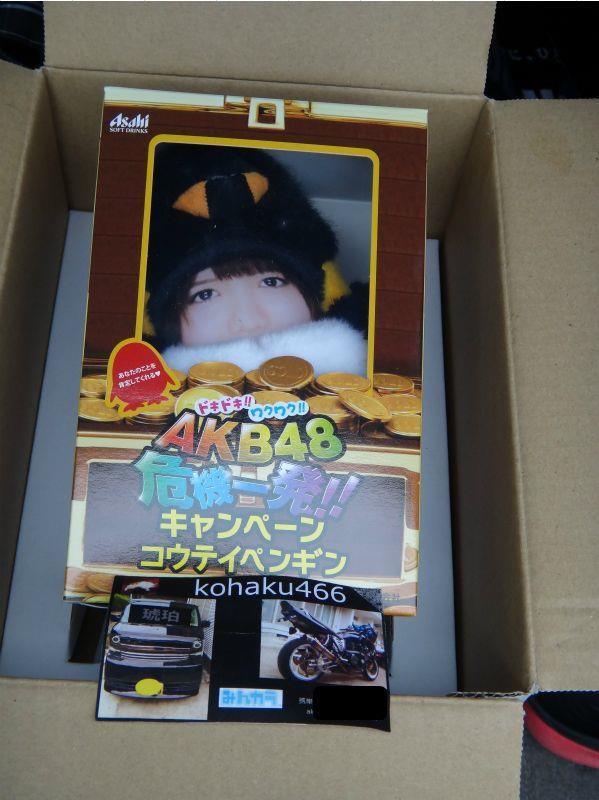 Asahi
SOFT DRINKS
あなたのことを
肯定してくれる♥
ドキドキ!! ワクワク!!
AKB48
危機一発!!
キャンペーン
コウテイペンギン
kohaku466
琥珀
みんカラ